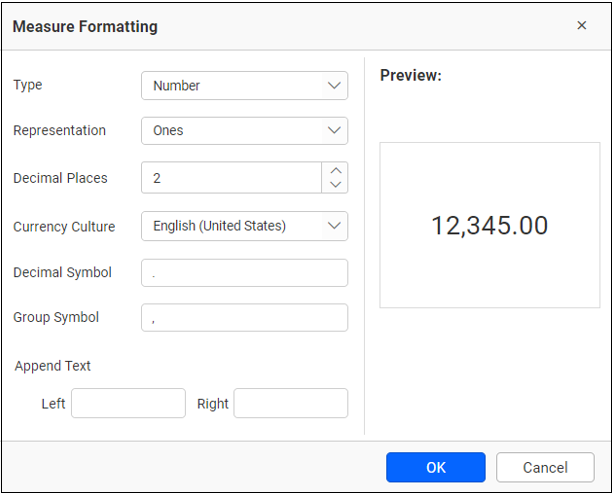 Measure Formatting ×
Type Number
Representation Ones
Decimal Places 2
Currency Culture English (United States)
Decimal Symbol .
Group Symbol ,
Append Text
Left Right
Preview:
12,345.00
OK Cancel